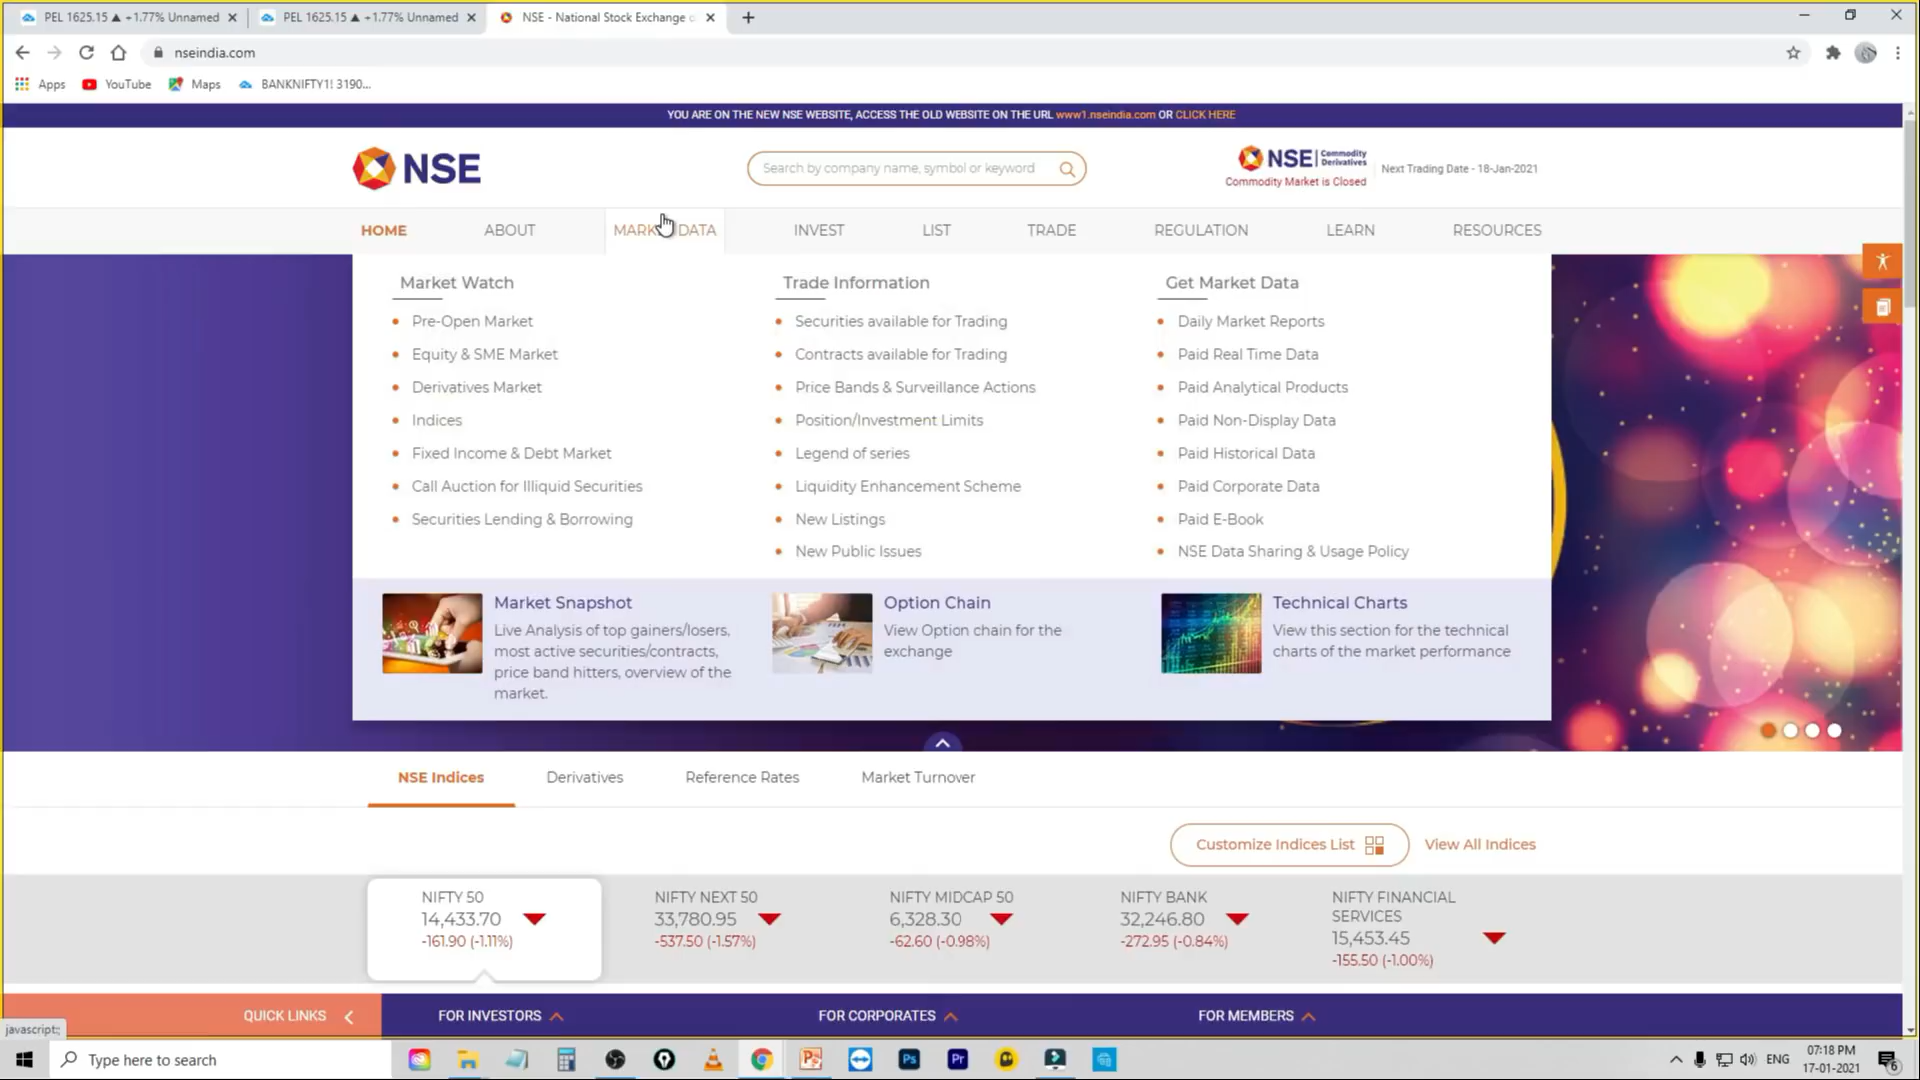 PEL 1625.15 ▲ +1.77% Unnamed
PEL 1625.15 ▲ +1.77% Unnamed
NSE - National Stock Exchange o
nseindia.com
Apps
YouTube
Maps
BANKNIFTY1! 3190...
YOU ARE ON THE NEW NSE WEBSITE, ACCESS THE OLD WEBSITE ON THE URL www1.nseindia.com OR CLICK HERE
NSE
Search by company name, symbol or keyword
NSE Commodity Derivatives
Commodity Market is Closed
Next Trading Date - 18-Jan-2021
HOME
ABOUT
MARKET DATA
INVEST
LIST
TRADE
REGULATION
LEARN
RESOURCES
Market Watch
Pre-Open Market
Equity & SME Market
Derivatives Market
Indices
Fixed Income & Debt Market
Call Auction for Illiquid Securities
Securities Lending & Borrowing
Trade Information
Securities available for Trading
Contracts available for Trading
Price Bands & Surveillance Actions
Position/Investment Limits
Legend of series
Liquidity Enhancement Scheme
New Listings
New Public Issues
Get Market Data
Daily Market Reports
Paid Real Time Data
Paid Analytical Products
Paid Non-Display Data
Paid Historical Data
Paid Corporate Data
Paid E-Book
NSE Data Sharing & Usage Policy
Market Snapshot
Live Analysis of top gainers/losers,
most active securities/contracts,
price band hitters, overview of the
market.
Option Chain
View Option chain for the
exchange
Technical Charts
View this section for the technical
charts of the market performance
NSE Indices
Derivatives
Reference Rates
Market Turnover
Customize Indices List
View All Indices
NIFTY 50
14,433.70
-161.90 (-1.11%)
NIFTY NEXT 50
33,780.95
-537.50 (-1.57%)
NIFTY MIDCAP 50
6,328.30
-62.60 (-0.98%)
NIFTY BANK
32,246.80
-272.95 (-0.84%)
NIFTY FINANCIAL
SERVICES
15,453.45
-155.50 (-1.00%)
QUICK LINKS
FOR INVESTORS
FOR CORPORATES
FOR MEMBERS
javascript:;
Type here to search
Ps
Pr
ENG
07:18 PM
17-01-2021
6